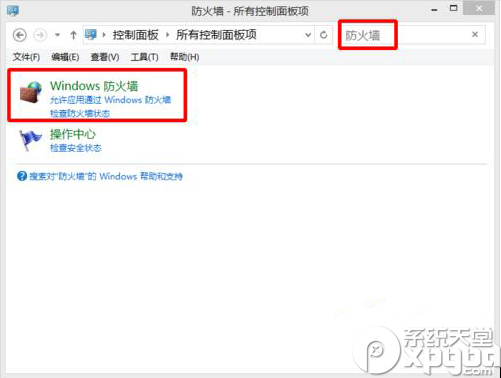 防火墙 - 所有控制面板项
控制面板 ▸ 所有控制面板项
防火墙
文件(F) 编辑(E) 查看(V) 工具(T) 帮助(H)
Windows 防火墙
允许应用通过 Windows 防火墙
检查防火墙状态
操作中心
检查安全状态
搜索对"防火墙"的 Windows 帮助和支持
系统天堂